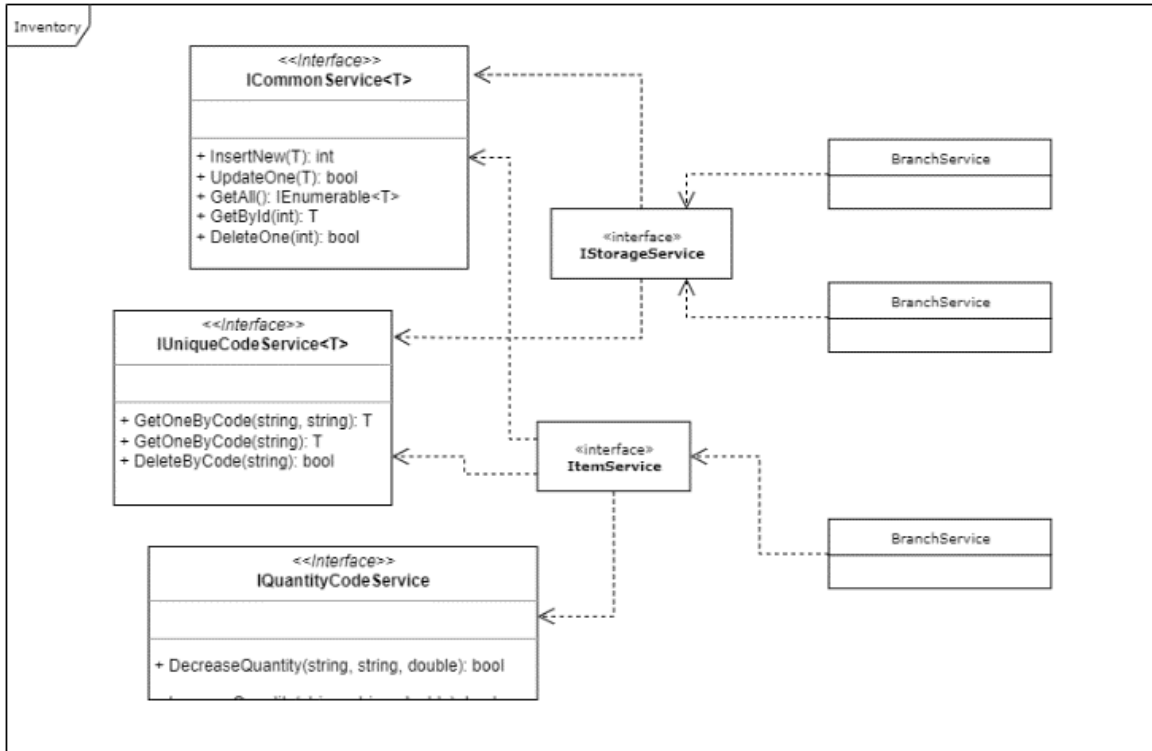 Inventory
<<Interface>>
ICommonService<T>
+ InsertNew(T): int
+ UpdateOne(T): bool
+ GetAll(): IEnumerable<T>
+ GetById(int): T
+ DeleteOne(int): bool
<<Interface>>
IUniqueCodeService<T>
+ GetOneByCode(string, string): T
+ GetOneByCode(string): T
+ DeleteByCode(string): bool
<<Interface>>
IQuantityCodeService
+ DecreaseQuantity(string, string, double): bool
«interface»
IStorageService
«interface»
ItemService
BranchService
BranchService
BranchService